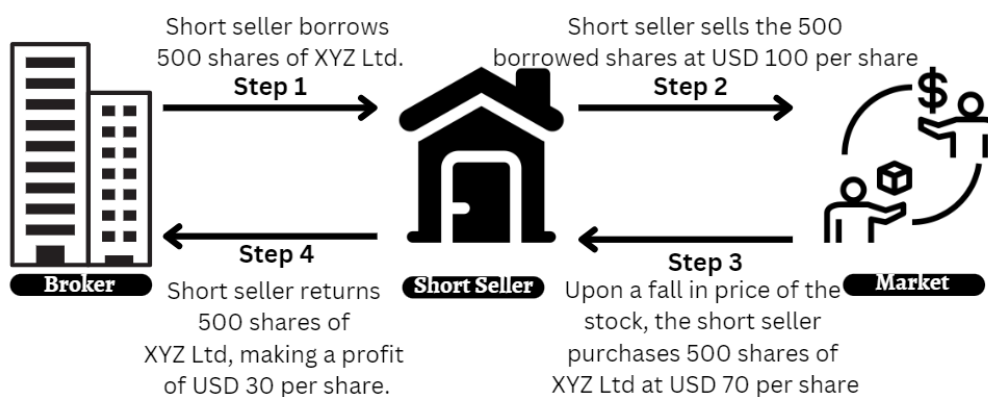 Short seller borrows
500 shares of XYZ Ltd.
Step 1
Short seller sells the 500
borrowed shares at USD 100 per share
Step 2
$
Step 4
Short seller returns
500 shares of
XYZ Ltd, making a profit
of USD 30 per share.
Step 3
Upon a fall in price of the
stock, the short seller
purchases 500 shares of
XYZ Ltd at USD 70 per share
Broker
Short Seller
Market